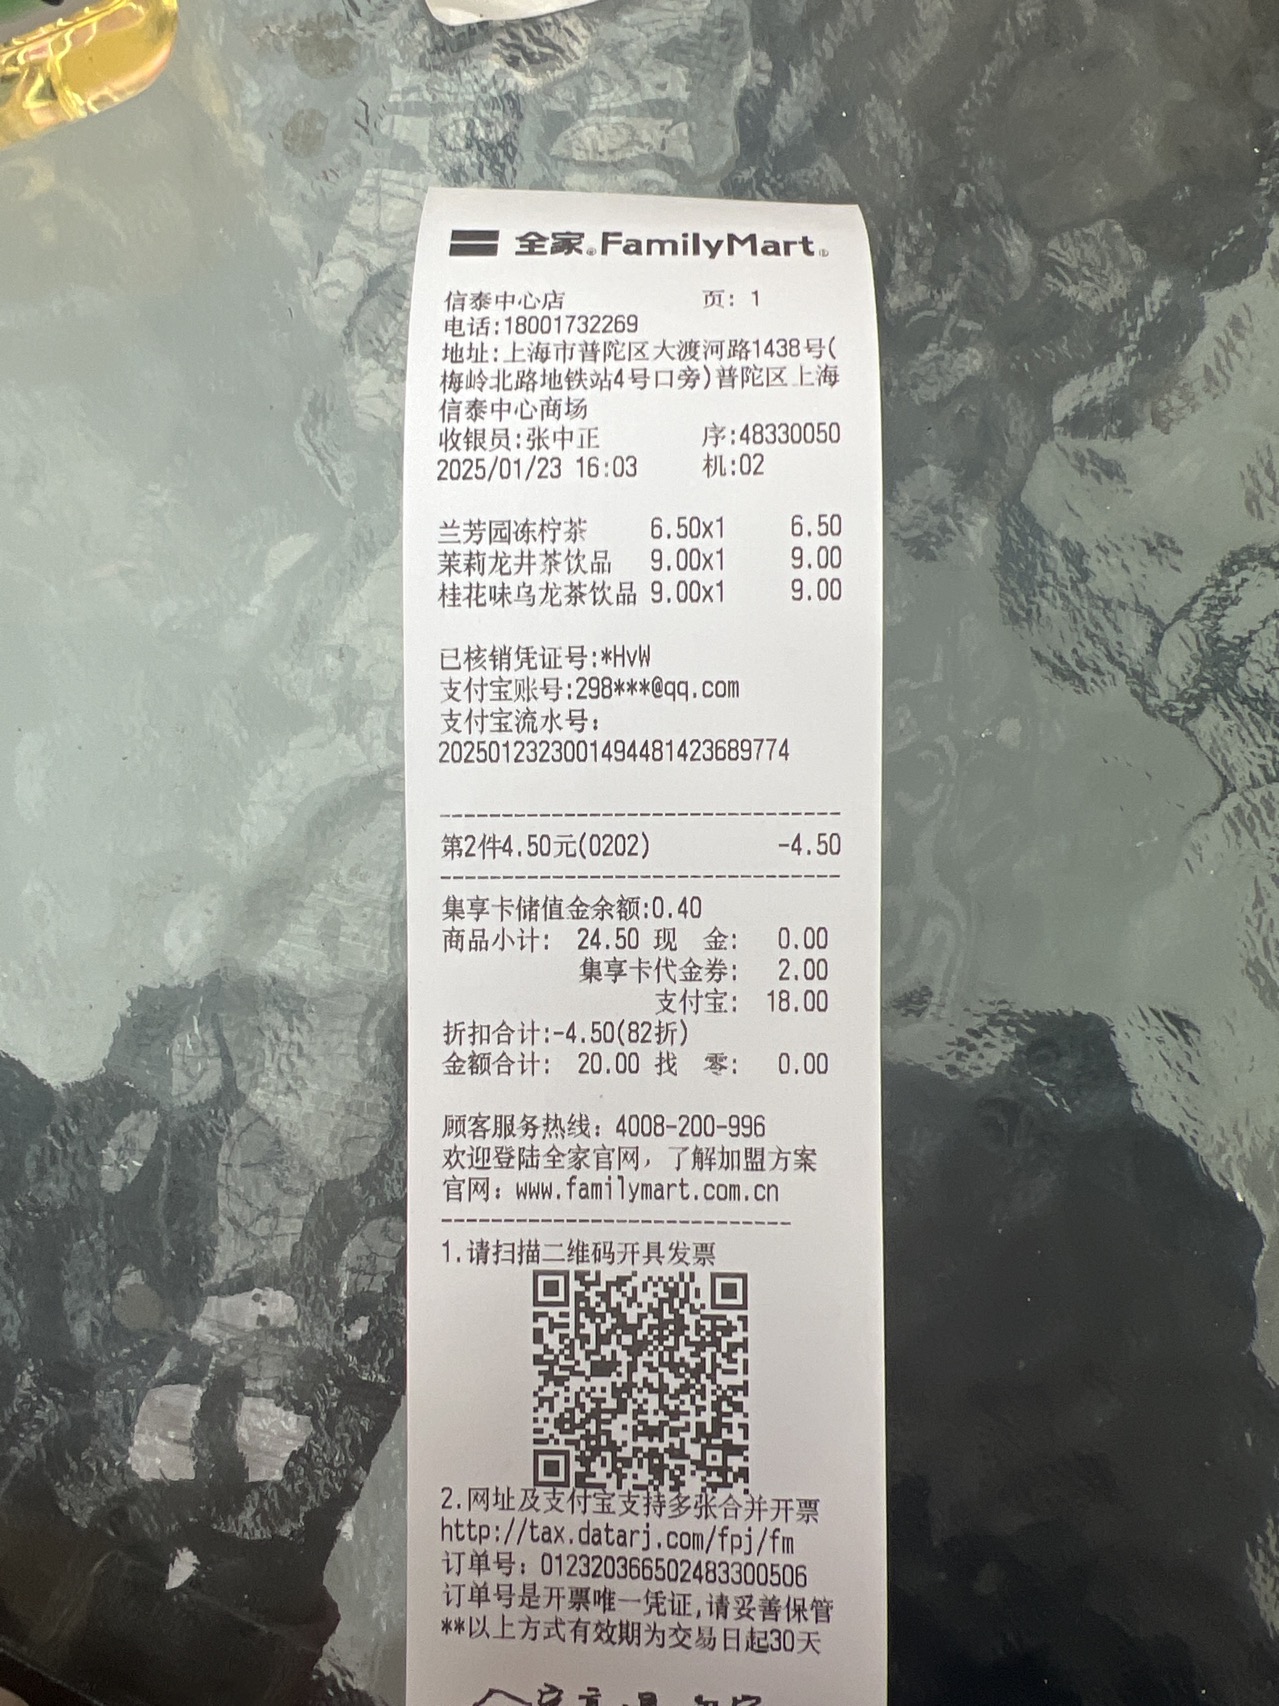 全家®FamilyMart®
信泰中心店 页: 1
电话:18001732269
地址:上海市普陀区大渡河路1438号(
梅岭北路地铁站4号口旁)普陀区上海
信泰中心商场
收银员:张中正 序:48330050
2025/01/23 16:03 机:02
兰芳园冻柠茶 6.50x1 6.50
茉莉龙井茶饮品 9.00x1 9.00
桂花味乌龙茶饮品 9.00x1 9.00
已核销凭证号:*HvW
支付宝账号:298***@qq.com
支付宝流水号:
2025012323001494481423689774
第2件4.50元(0202) -4.50
集享卡储值金余额:0.40
商品小计: 24.50 现 金: 0.00
集享卡代金券: 2.00
支付宝: 18.00
折扣合计:-4.50(82折)
金额合计: 20.00 找 零: 0.00
顾客服务热线: 4008-200-996
欢迎登陆全家官网，了解加盟方案
官网: www.familymart.com.cn
1.请扫描二维码开具发票
2.网址及支付宝支持多张合并开票
http://tax.datarj.com/fpj/fm
订单号: 012320366502483300506
订单号是开票唯一凭证,请妥善保管
**以上方式有效期为交易日起30天